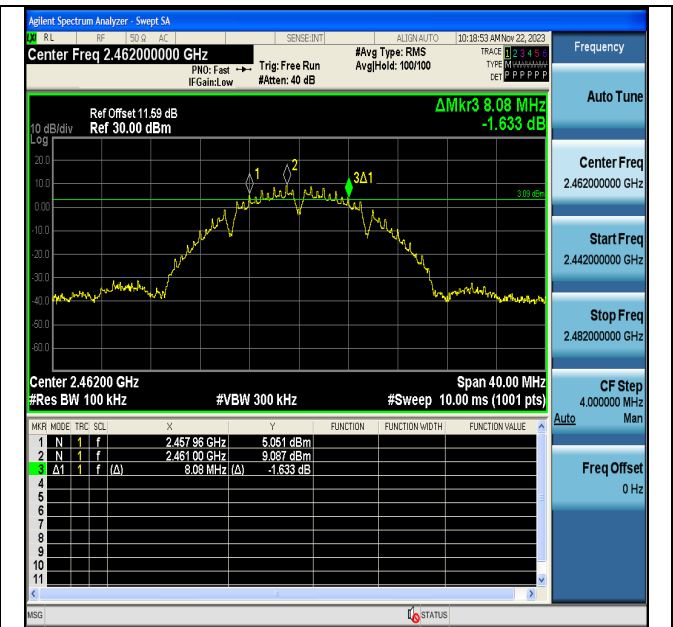 Agilent Spectrum Analyzer - Swept SA
LXI RL RF 50 Ω AC SENSE:INT ALIGN AUTO 10:18:53 AM Nov 22, 2023
Center Freq 2.462000000 GHz #Avg Type: RMS TRACE 1 2 3 4 5 6
PNO: Fast Trig: Free Run Avg|Hold: 100/100 TYPE M WWWWW
IFGain:Low #Atten: 40 dB DET P P P P P P
ΔMkr3 8.08 MHz
Ref Offset 11.59 dB
10 dB/div Ref 30.00 dBm -1.633 dB
Log
20.0
10.0
0.00
-10.0
-20.0
-30.0
-40.0
-50.0
-60.0
1
2
3Δ1
3.09 dBm
Center 2.46200 GHz Span 40.00 MHz
#Res BW 100 kHz #VBW 300 kHz #Sweep 10.00 ms (1001 pts)
MKR MODE TRC SCL X Y FUNCTION FUNCTION WIDTH FUNCTION VALUE
1 N 1 f 2.457 96 GHz 5.051 dBm
2 N 1 f 2.461 00 GHz 9.087 dBm
3 Δ1 1 f (Δ) 8.08 MHz (Δ) -1.633 dB
4
5
6
7
8
9
10
11
MSG STATUS
Frequency
Auto Tune
Center Freq
2.462000000 GHz
Start Freq
2.442000000 GHz
Stop Freq
2.482000000 GHz
CF Step
4.000000 MHz
Auto Man
Freq Offset
0 Hz